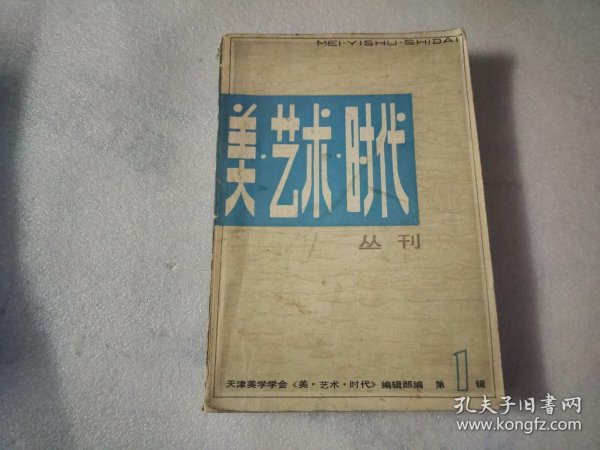 MEI·YISHU·SHIDAI
美·艺术·时代
丛刊
天津美学学会《美·艺术·时代》编辑部编 第1辑
孔夫子旧书网
www.kongfz.com